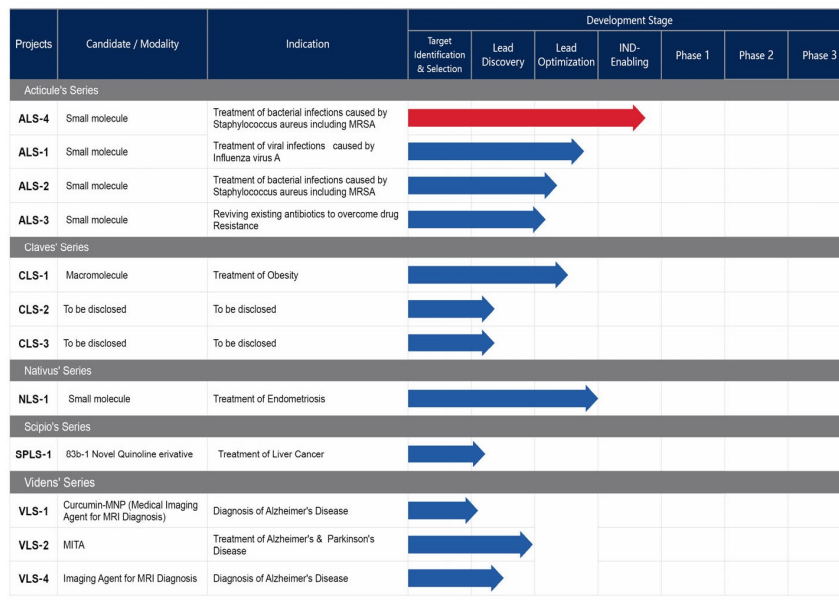 Projects
Candidate / Modality
Indication
Development Stage
Target
Identification
& Selection
Lead
Discovery
Lead
Optimization
IND-
Enabling
Phase 1
Phase 2
Phase 3
Acticule's Series
ALS-4
Small molecule
Treatment of bacterial infections caused by
Staphylococcus aureus including MRSA
ALS-1
Small molecule
Treatment of viral infections caused by
Influenza virus A
ALS-2
Small molecule
Treatment of bacterial infections caused by
Staphylococcus aureus including MRSA
ALS-3
Small molecule
Reviving existing antibiotics to overcome drug
Resistance
Claves' Series
CLS-1
Macromolecule
Treatment of Obesity
CLS-2
To be disclosed
To be disclosed
CLS-3
To be disclosed
To be disclosed
Nativus' Series
NLS-1
Small molecule
Treatment of Endometriosis
Scipio's Series
SPLS-1
83b-1 Novel Quinoline erivative
Treatment of Liver Cancer
Videns' Series
VLS-1
Curcumin-MNP (Medical Imaging
Agent for MRI Diagnosis)
Diagnosis of Alzheimer's Disease
VLS-2
MITA
Treatment of Alzheimer's & Parkinson's
Disease
VLS-4
Imaging Agent for MRI Diagnosis
Diagnosis of Alzheimer's Disease